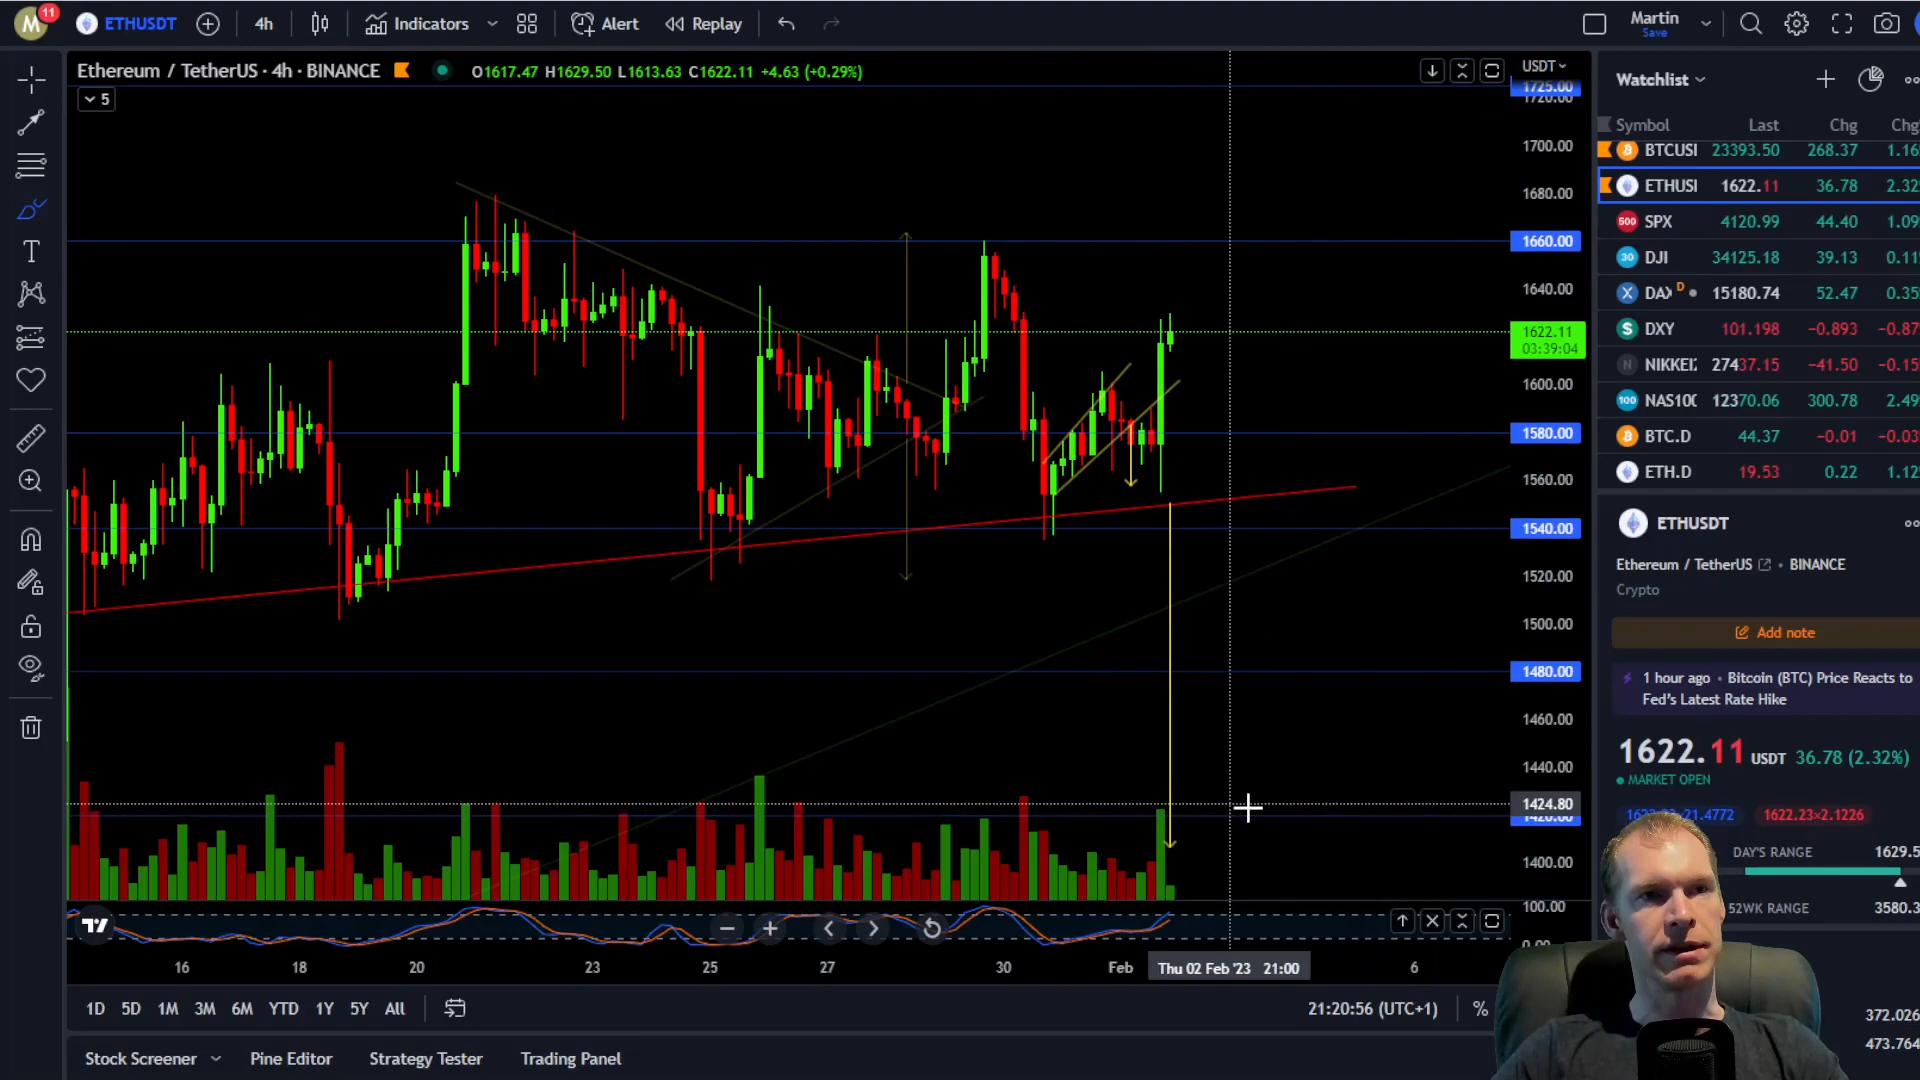 M 11 ETHUSDT 4h Indicators Alert Replay Martin
Save
Ethereum / TetherUS · 4h · BINANCE O1617.47 H1629.50 L1613.63 C1622.11 +4.63 (+0.29%)
5
USDT
1725.00
1720.00
1700.00
1680.00
1660.00
1640.00
1622.11
03:39:04
1600.00
1580.00
1560.00
1540.00
1520.00
1500.00
1480.00
1460.00
1440.00
1424.80
1420.00
1400.00
100.00
0.00
16 18 20 23 25 27 30 Feb Thu 02 Feb '23 21:00 6
1D 5D 1M 3M 6M YTD 1Y 5Y All 21:20:56 (UTC+1) %
Stock Screener Pine Editor Strategy Tester Trading Panel
Watchlist
Symbol Last Chg Chg
BTCUSI 23393.50 268.37 1.16
ETHUSI 1622.11 36.78 2.32
500 SPX 4120.99 44.40 1.09
30 DJI 34125.18 39.13 0.11
X DAX D 15180.74 52.47 0.35
S DXY 101.198 −0.893 −0.87
N NIKKEI 27437.15 −41.50 −0.15
100 NAS100 12370.06 300.78 2.49
BTC.D 44.37 −0.01 −0.03
ETH.D 19.53 0.22 1.12
ETHUSDT
Ethereum / TetherUS • BINANCE
Crypto
Add note
1 hour ago • Bitcoin (BTC) Price Reacts to
Fed's Latest Rate Hike
1622.11 USDT 36.78 (2.32%)
MARKET OPEN
1622.23×2.1226
DAY'S RANGE 1629.5
52WK RANGE 3580.3
372.026
473.764